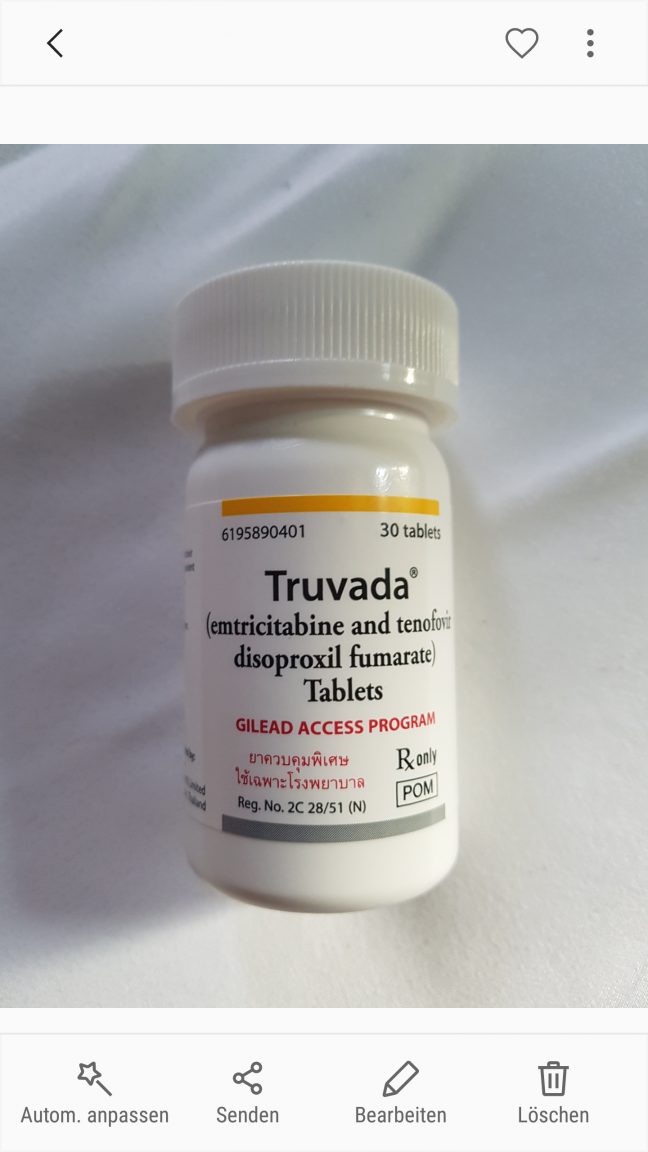 6195890401 30 tablets
Truvada®
(emtricitabine and tenofovir
disoproxil fumarate)
Tablets
GILEAD ACCESS PROGRAM
ยาควบคุมพิเศษ
ใช้เฉพาะโรงพยาบาล
Rx only
POM
Reg. No. 2C 28/51 (N)
Autom. anpassen Senden Bearbeiten Löschen